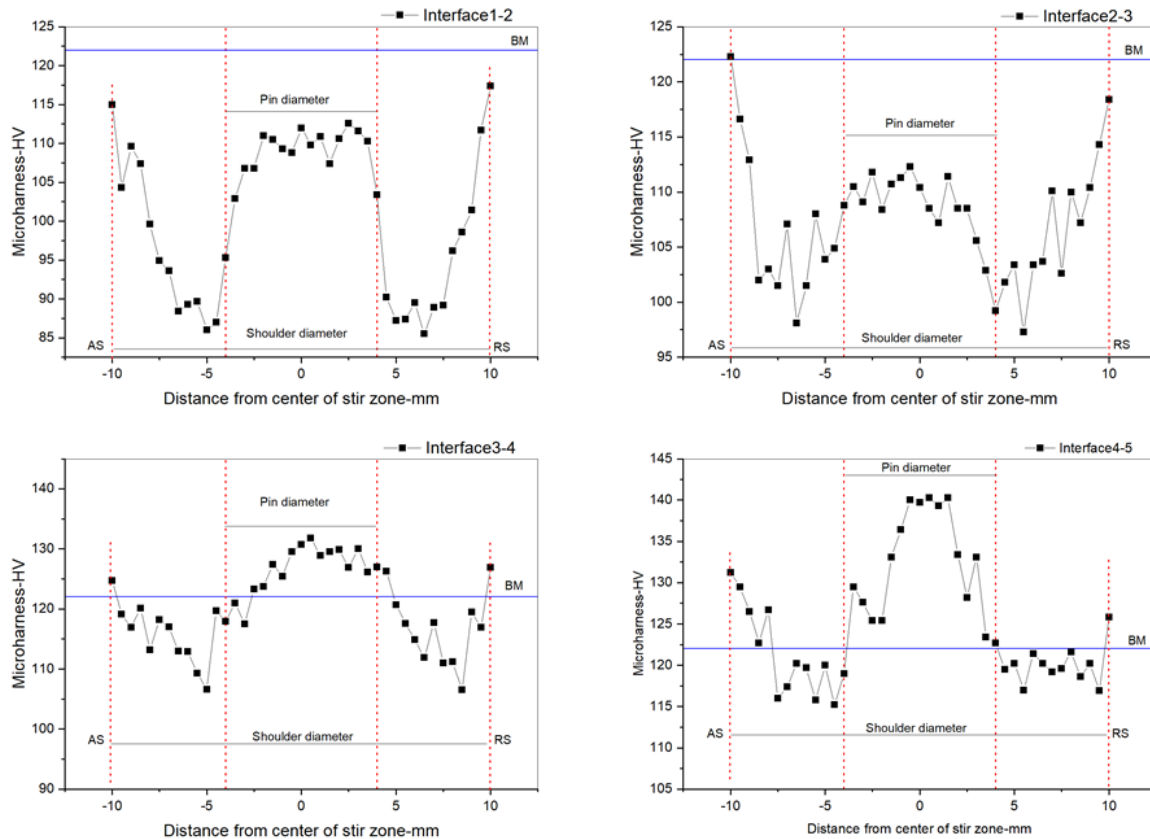 Interface1-2
125
120
115
110
105
100
95
90
85
BM
Pin diameter
Shoulder diameter
AS
RS
-10
-5
0
5
10
Microharness-HV
Distance from center of stir zone-mm
Interface2-3
125
120
115
110
105
100
95
BM
Pin diameter
Shoulder diameter
AS
RS
-10
-5
0
5
10
Microharness-HV
Distance from center of stir zone-mm
Interface3-4
140
130
120
110
100
90
Pin diameter
BM
Shoulder diameter
AS
RS
-10
-5
0
5
10
Microharness-HV
Distance from center of stir zone-mm
Interface4-5
145
140
135
130
125
120
115
110
105
Pin diameter
BM
Shoulder diameter
AS
RS
-10
-5
0
5
10
Microharness-HV
Distance from center of stir zone-mm